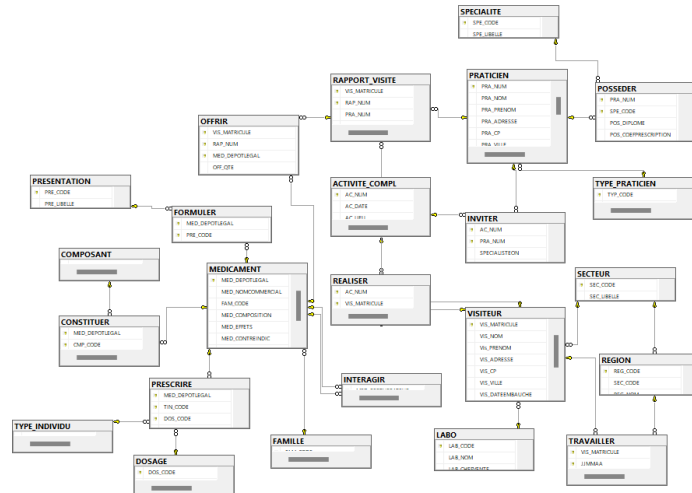 SPECIALITE
SPE_CODE
SPE_LIBELLE
RAPPORT_VISITE
VIS_MATRICULE
RAP_NUM
PRA_NUM
PRATICIEN
PRA_NUM
PRA_NOM
PRA_PRENOM
PRA_ADRESSE
PRA_CP
PRA_VILLE
POSSEDER
PRA_NUM
SPE_CODE
POS_DIPLOME
POS_COEFPRESCRIPTION
OFFRIR
VIS_MATRICULE
RAP_NUM
MED_DEPOTLEGAL
OFF_QTE
PRESENTATION
PRE_CODE
PRE_LIBELLE
ACTIVITE_COMPL
AC_NUM
AC_DATE
AC_LIEU
TYPE_PRATICIEN
TYP_CODE
FORMULER
MED_DEPOTLEGAL
PRE_CODE
INVITER
AC_NUM
PRA_NUM
SPECIALISTEON
COMPOSANT
MEDICAMENT
MED_DEPOTLEGAL
MED_NOMCOMMERCIAL
FAM_CODE
MED_COMPOSITION
MED_EFFETS
MED_CONTREINDIC
REALISER
AC_NUM
VIS_MATRICULE
SECTEUR
SEC_CODE
SEC_LIBELLE
CONSTITUER
MED_DEPOTLEGAL
CMP_CODE
VISITEUR
VIS_MATRICULE
VIS_NOM
Vis_PRENOM
VIS_ADRESSE
VIS_CP
VIS_VILLE
VIS_DATEEMBAUCHE
REGION
REG_CODE
SEC_CODE
PRESCRIRE
MED_DEPOTLEGAL
TIN_CODE
DOS_CODE
INTERAGIR
TYPE_INDIVIDU
FAMILLE
LABO
LAB_CODE
LAB_NOM
LAB_CHEFVENTE
TRAVAILLER
VIS_MATRICULE
JJMMAA
DOSAGE
DOS_CODE